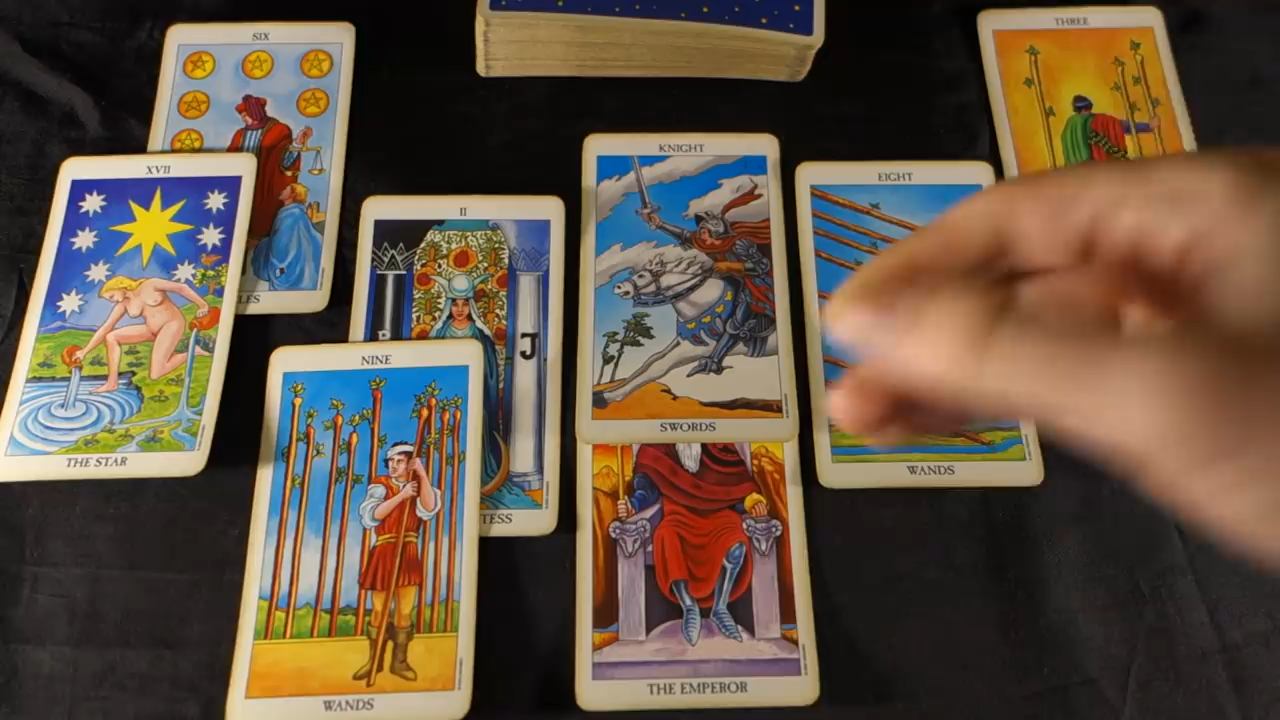 SIX
LES
XVII
THE STAR
II
B
J
TESS
NINE
WANDS
KNIGHT
SWORDS
THE EMPEROR
EIGHT
WANDS
THREE